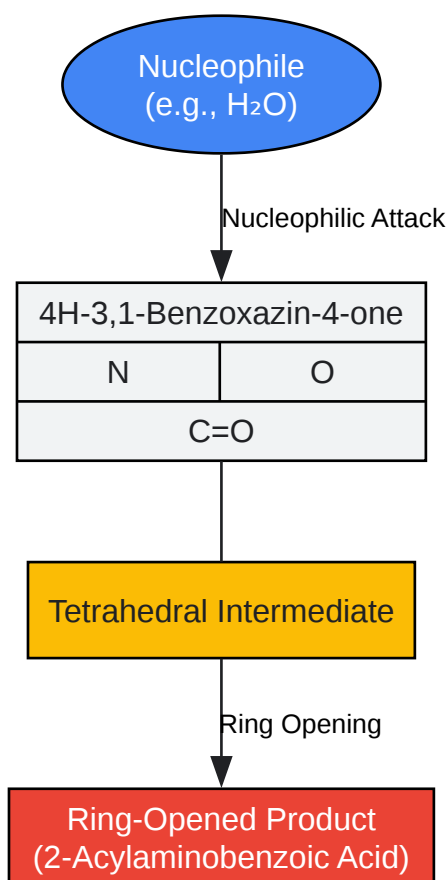 Nucleophile
(e.g., H₂O)
Nucleophilic Attack
4H-3,1-Benzoxazin-4-one
N
O
C=O
Tetrahedral Intermediate
Ring Opening
Ring-Opened Product
(2-Acylaminobenzoic Acid)